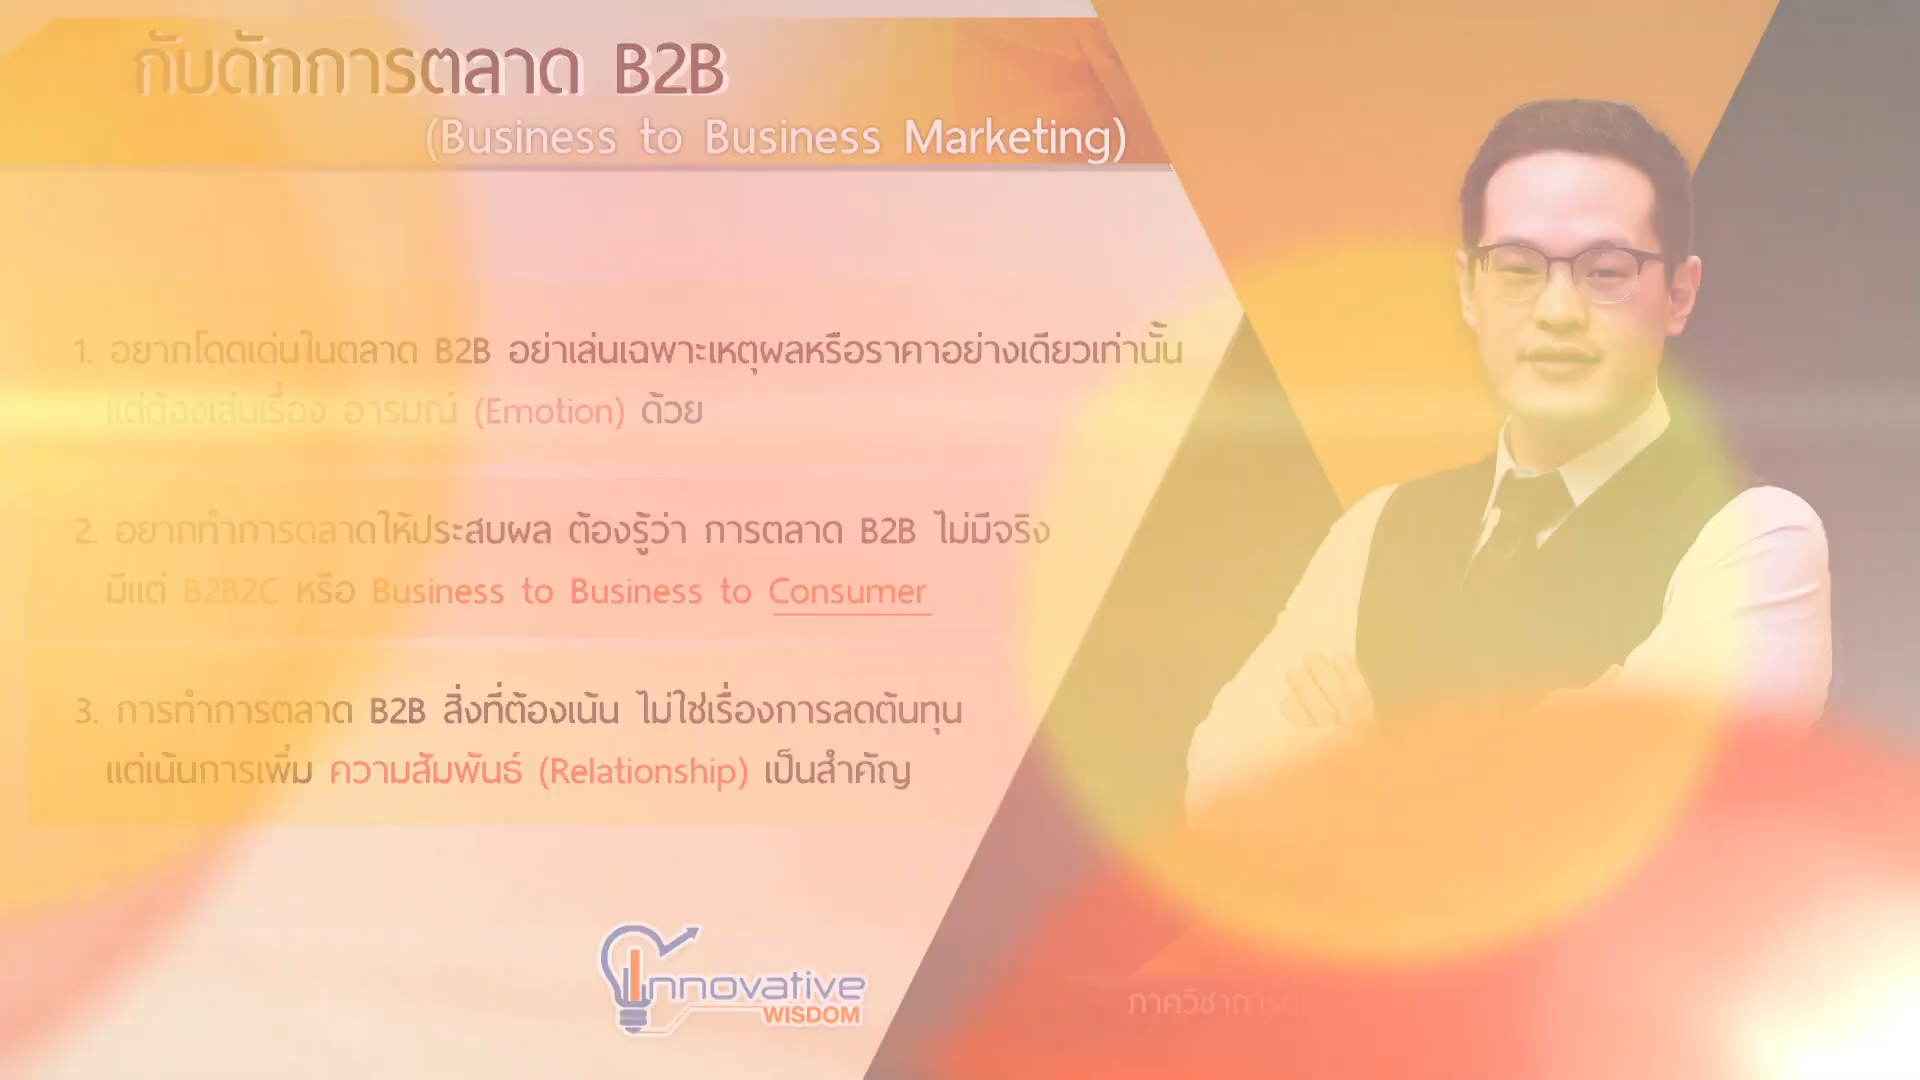 กับดักการตลาด B2B
(Business to Business Marketing)
1. อยากโดดเด่นในตลาด B2B อย่าเล่นเฉพาะเหตุผลหรือราคาอย่างเดียวเท่านั้น
แต่ต้องเล่นเรื่อง อารมณ์ (Emotion) ด้วย
2. อยากทำการตลาดให้ประสบผล ต้องรู้ว่า การตลาด B2B ไม่มีจริง
มีแต่ B2B2C หรือ Business to Business to Consumer
3. การทำการตลาด B2B สิ่งที่ต้องเน้น ไม่ใช่เรื่องการลดต้นทุน
แต่เน้นการเพิ่ม ความสัมพันธ์ (Relationship) เป็นสำคัญ
innovative
WISDOM